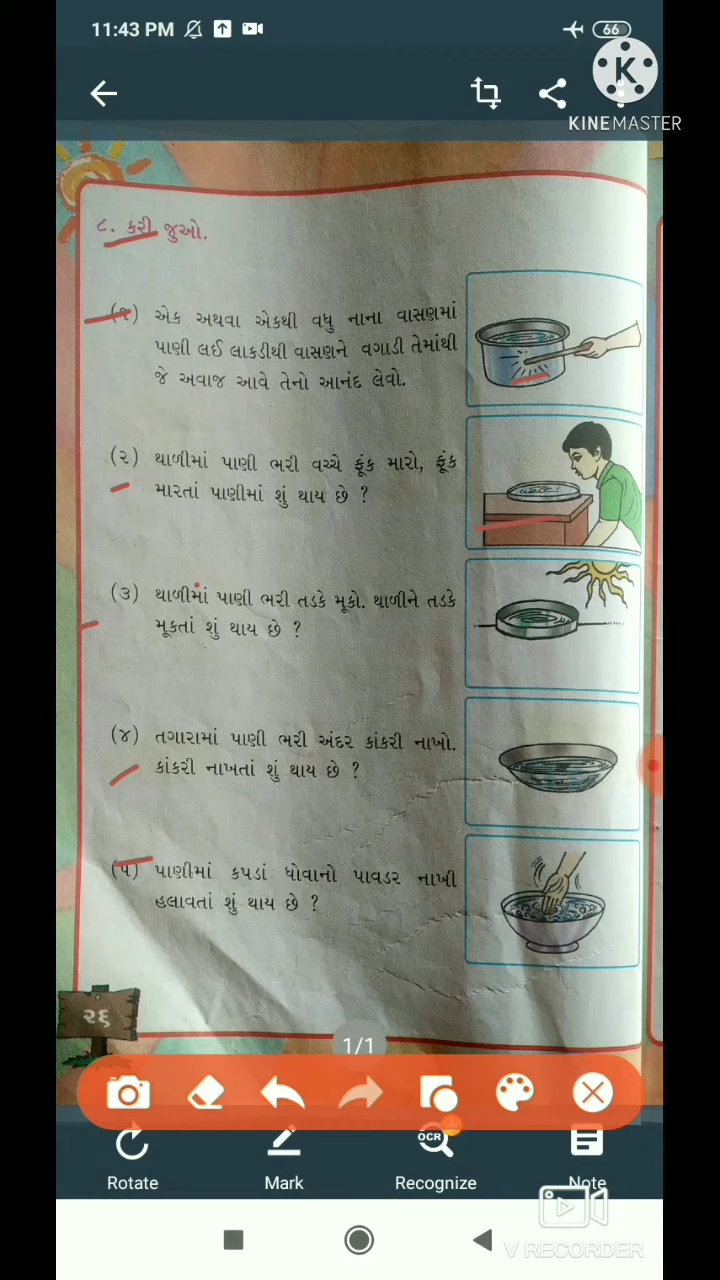 11:43 PM
66
K
KINEMASTER
૮. કરી જુઓ.
(૧) એક અથવા એકથી વધુ નાના વાસણમાં
પાણી લઈ લાકડીથી વાસણને વગાડી તેમાંથી
જે અવાજ આવે તેનો આનંદ લેવો.
(૨) થાળીમાં પાણી ભરી વચ્ચે ફૂંક મારો, ફૂંક
મારતાં પાણીમાં શું થાય છે ?
(૩) થાળીમાં પાણી ભરી તડકે મૂકો. થાળીને તડકે
મૂકતાં શું થાય છે ?
(૪) તગારામાં પાણી ભરી અંદર કાંકરી નાખો.
કાંકરી નાખતાં શું થાય છે ?
(૫) પાણીમાં કપડાં ધોવાનો પાવડર નાખી
હલાવતાં શું થાય છે ?
૨૬
1/1
OCR
Rotate Mark Recognize Note
V RECORDER